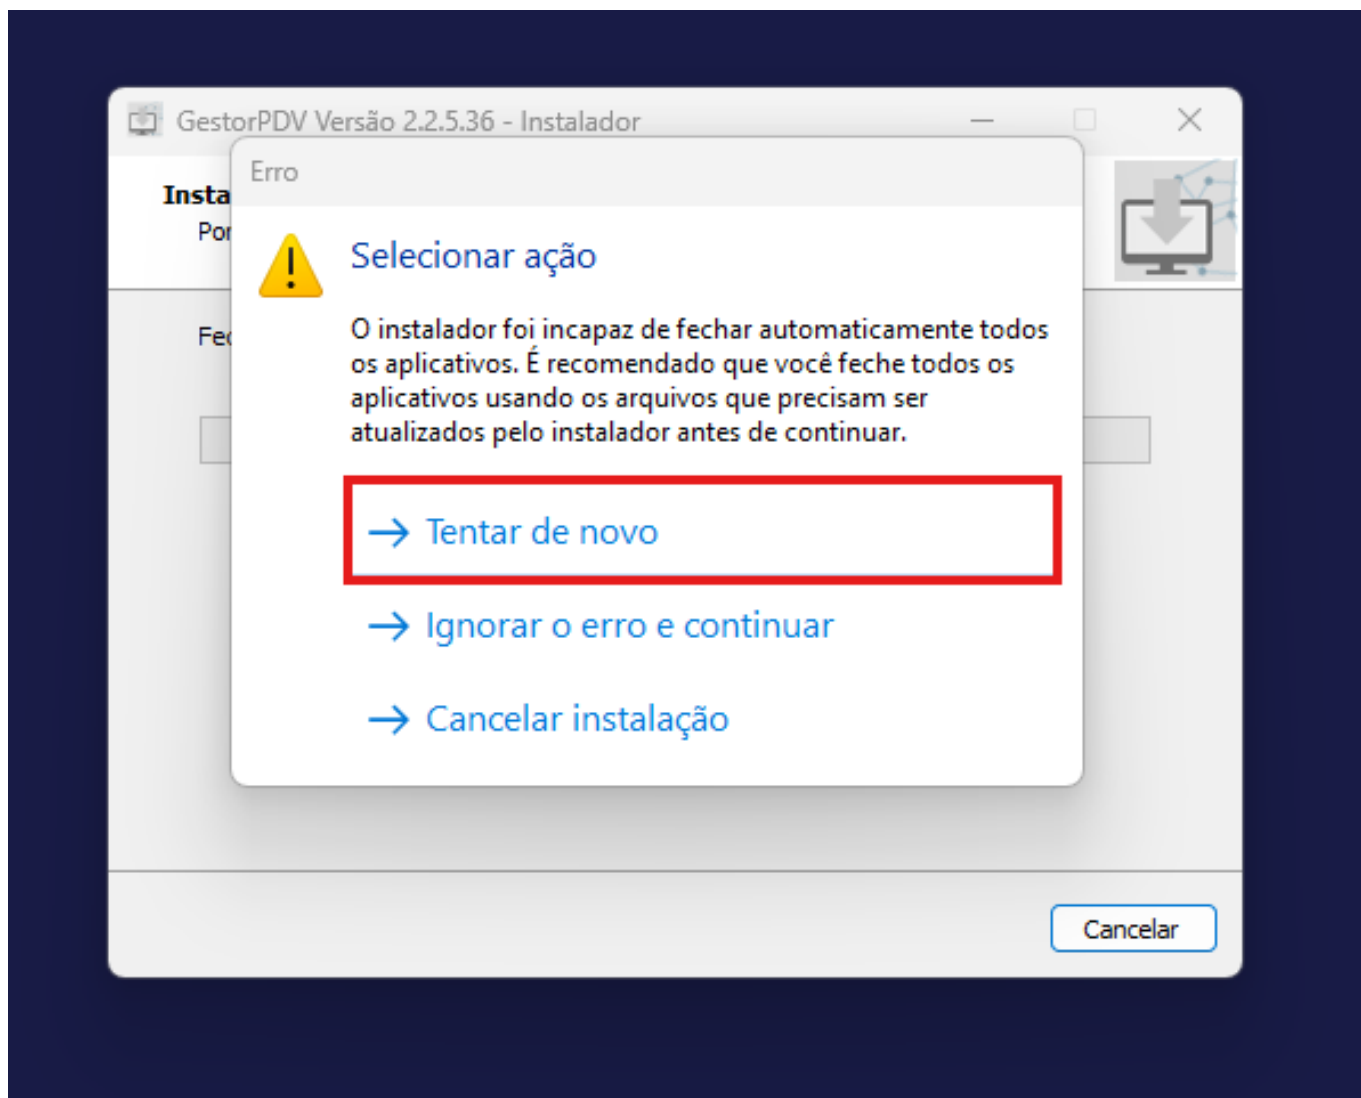 GestorPDV Versão 2.2.5.36 - Instalador
Erro
Insta
Por
Selecionar ação
O instalador foi incapaz de fechar automaticamente todos
os aplicativos. É recomendado que você feche todos os
aplicativos usando os arquivos que precisam ser
atualizados pelo instalador antes de continuar.
Tentar de novo
Ignorar o erro e continuar
Cancelar instalação
Cancelar